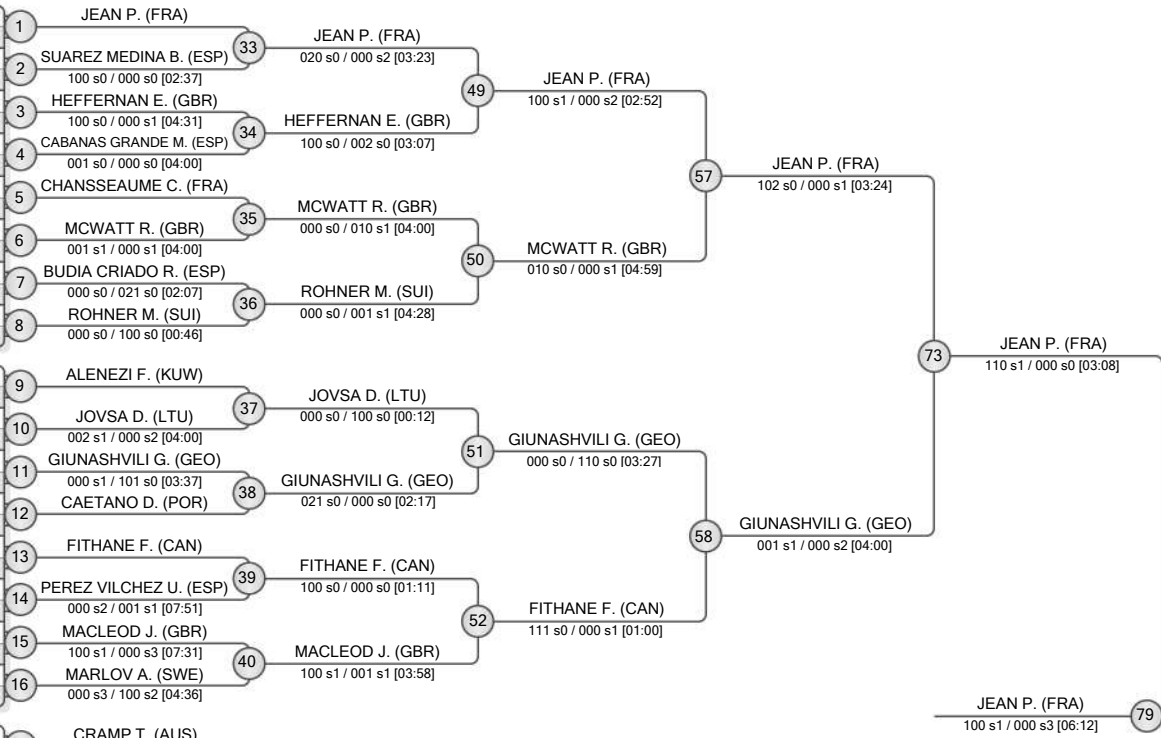 1
JEAN P. (FRA)
2
SUAREZ MEDINA B. (ESP)
100 s0 / 000 s0 [02:37]
33
JEAN P. (FRA)
020 s0 / 000 s2 [03:23]
3
HEFFERNAN E. (GBR)
100 s0 / 000 s1 [04:31]
4
CABANAS GRANDE M. (ESP)
001 s0 / 000 s0 [04:00]
34
HEFFERNAN E. (GBR)
100 s0 / 002 s0 [03:07]
49
JEAN P. (FRA)
100 s1 / 000 s2 [02:52]
5
CHANSSEAUME C. (FRA)
6
MCWATT R. (GBR)
001 s1 / 000 s1 [04:00]
35
MCWATT R. (GBR)
000 s0 / 010 s1 [04:00]
7
BUDIA CRIADO R. (ESP)
000 s0 / 021 s0 [02:07]
8
ROHNER M. (SUI)
000 s0 / 100 s0 [00:46]
36
ROHNER M. (SUI)
000 s0 / 001 s1 [04:28]
50
MCWATT R. (GBR)
010 s0 / 000 s1 [04:59]
57
JEAN P. (FRA)
102 s0 / 000 s1 [03:24]
9
ALENEZI F. (KUW)
10
JOVSA D. (LTU)
002 s1 / 000 s2 [04:00]
37
JOVSA D. (LTU)
000 s0 / 100 s0 [00:12]
11
GIUNASHVILI G. (GEO)
000 s1 / 101 s0 [03:37]
12
CAETANO D. (POR)
38
GIUNASHVILI G. (GEO)
021 s0 / 000 s0 [02:17]
51
GIUNASHVILI G. (GEO)
000 s0 / 110 s0 [03:27]
13
FITHANE F. (CAN)
14
PEREZ VILCHEZ U. (ESP)
000 s2 / 001 s1 [07:51]
39
FITHANE F. (CAN)
100 s0 / 000 s0 [01:11]
15
MACLEOD J. (GBR)
100 s1 / 000 s3 [07:31]
16
MARLOV A. (SWE)
000 s3 / 100 s2 [04:36]
40
MACLEOD J. (GBR)
100 s1 / 001 s1 [03:58]
52
FITHANE F. (CAN)
111 s0 / 000 s1 [01:00]
58
GIUNASHVILI G. (GEO)
001 s1 / 000 s2 [04:00]
73
JEAN P. (FRA)
110 s1 / 000 s0 [03:08]
JEAN P. (FRA)
100 s1 / 000 s3 [06:12]
79
CRAMP T. (AUS)